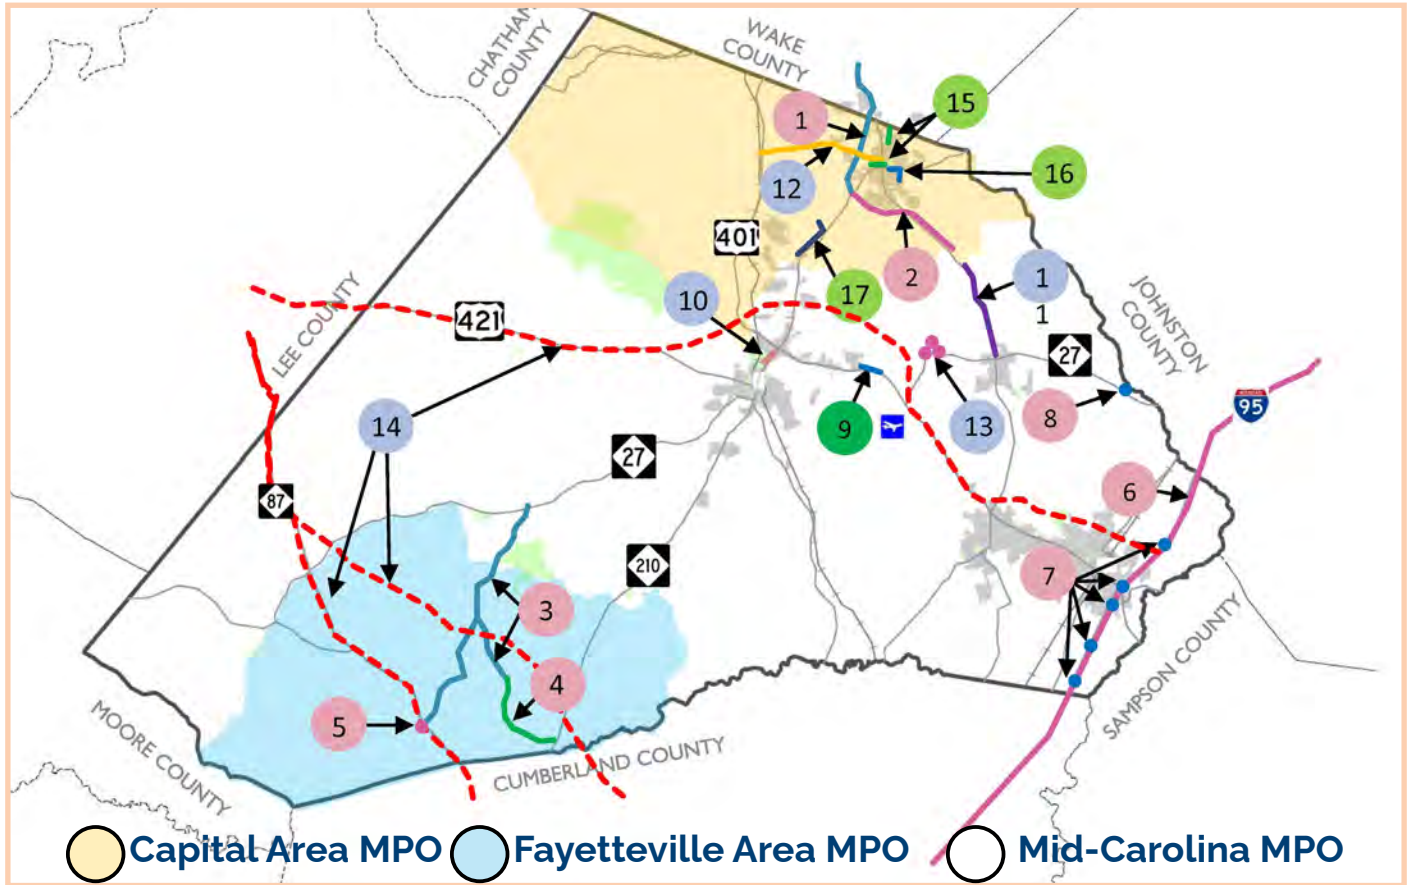 CHATHAM
COUNTY
WAKE
COUNTY
1
15
12
16
401
2
17
1
1
10
421
LEE COUNTY
JOHNSTON
COUNTY
27
95
14
9
13
8
27
87
6
210
7
3
4
5
SAMPSON COUNTY
MOORE COUNTY
CUMBERLAND COUNTY
Capital Area MPO
Fayetteville Area MPO
Mid-Carolina MPO